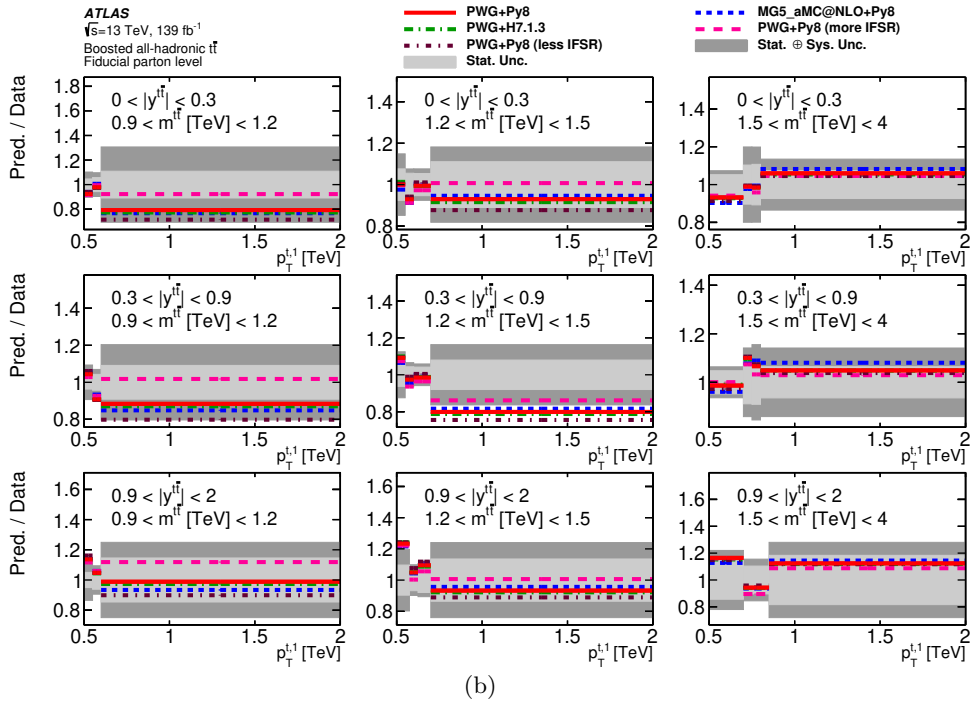 ATLAS
√s=13 TeV, 139 fb⁻¹
Boosted all-hadronic tt̄
Fiducial parton level
PWG+Py8
PWG+H7.1.3
PWG+Py8 (less IFSR)
Stat. Unc.
MG5_aMC@NLO+Py8
PWG+Py8 (more IFSR)
Stat. ⊕ Sys. Unc.
Pred. / Data
1.8
1.6
1.4
1.2
1
0.8
0 < |y^{tt̄}| < 0.3
0.9 < m^{tt̄} [TeV] < 1.2
0.5 1 1.5 2
p_T^{t,1} [TeV]
1.4
1.2
1
0.8
0 < |y^{tt̄}| < 0.3
1.2 < m^{tt̄} [TeV] < 1.5
0.5 1 1.5 2
p_T^{t,1} [TeV]
1.4
1.2
1
0.8
0 < |y^{tt̄}| < 0.3
1.5 < m^{tt̄} [TeV] < 4
0.5 1 1.5 2
p_T^{t,1} [TeV]
Pred. / Data
1.4
1.2
1
0.8
0.3 < |y^{tt̄}| < 0.9
0.9 < m^{tt̄} [TeV] < 1.2
0.5 1 1.5 2
p_T^{t,1} [TeV]
1.4
1.2
1
0.8
0.3 < |y^{tt̄}| < 0.9
1.2 < m^{tt̄} [TeV] < 1.5
0.5 1 1.5 2
p_T^{t,1} [TeV]
1.4
1.2
1
0.8
0.3 < |y^{tt̄}| < 0.9
1.5 < m^{tt̄} [TeV] < 4
0.5 1 1.5 2
p_T^{t,1} [TeV]
Pred. / Data
1.6
1.4
1.2
1
0.8
0.9 < |y^{tt̄}| < 2
0.9 < m^{tt̄} [TeV] < 1.2
0.5 1 1.5 2
p_T^{t,1} [TeV]
1.6
1.4
1.2
1
0.8
0.9 < |y^{tt̄}| < 2
1.2 < m^{tt̄} [TeV] < 1.5
0.5 1 1.5 2
p_T^{t,1} [TeV]
1.6
1.4
1.2
1
0.8
0.9 < |y^{tt̄}| < 2
1.5 < m^{tt̄} [TeV] < 4
0.5 1 1.5 2
p_T^{t,1} [TeV]
(b)